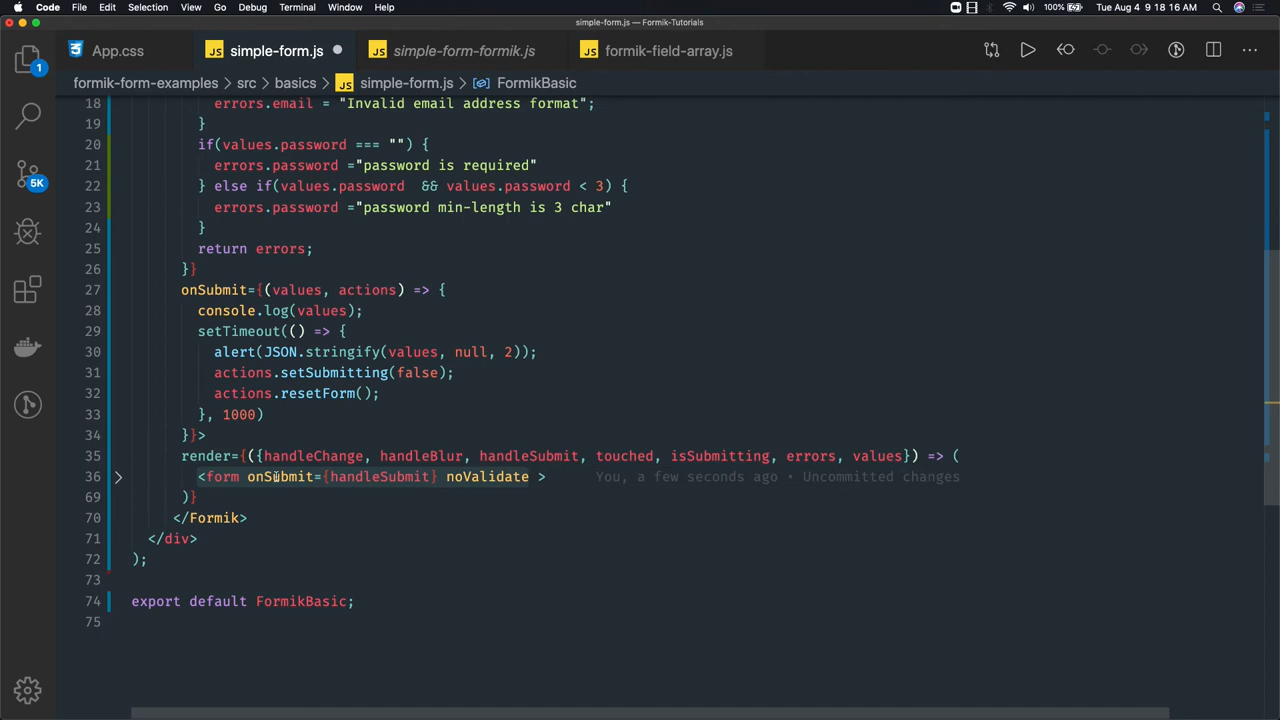 Code File Edit Selection View Go Debug Terminal Window Help 100% Tue Aug 4 9:18:16 AM
simple-form.js — Formik-Tutorials
App.css JS simple-form.js JS simple-form-formik.js JS formik-field-array.js
formik-form-examples > src > basics > JS simple-form.js > FormikBasic
1
5K
18 errors.email = "Invalid email address format";
19 }
20 if(values.password === "") {
21 errors.password ="password is required"
22 } else if(values.password && values.password < 3) {
23 errors.password ="password min-length is 3 char"
24 }
25 return errors;
26 }}
27 onSubmit={(values, actions) => {
28 console.log(values);
29 setTimeout(() => {
30 alert(JSON.stringify(values, null, 2));
31 actions.setSubmitting(false);
32 actions.resetForm();
33 }, 1000)
34 }}>
35 render={({handleChange, handleBlur, handleSubmit, touched, isSubmitting, errors, values}) => (
36 <form onSubmit={handleSubmit} noValidate > You, a few seconds ago • Uncommitted changes
69 )}
70 </Formik>
71 </div>
72 );
73
74 export default FormikBasic;
75